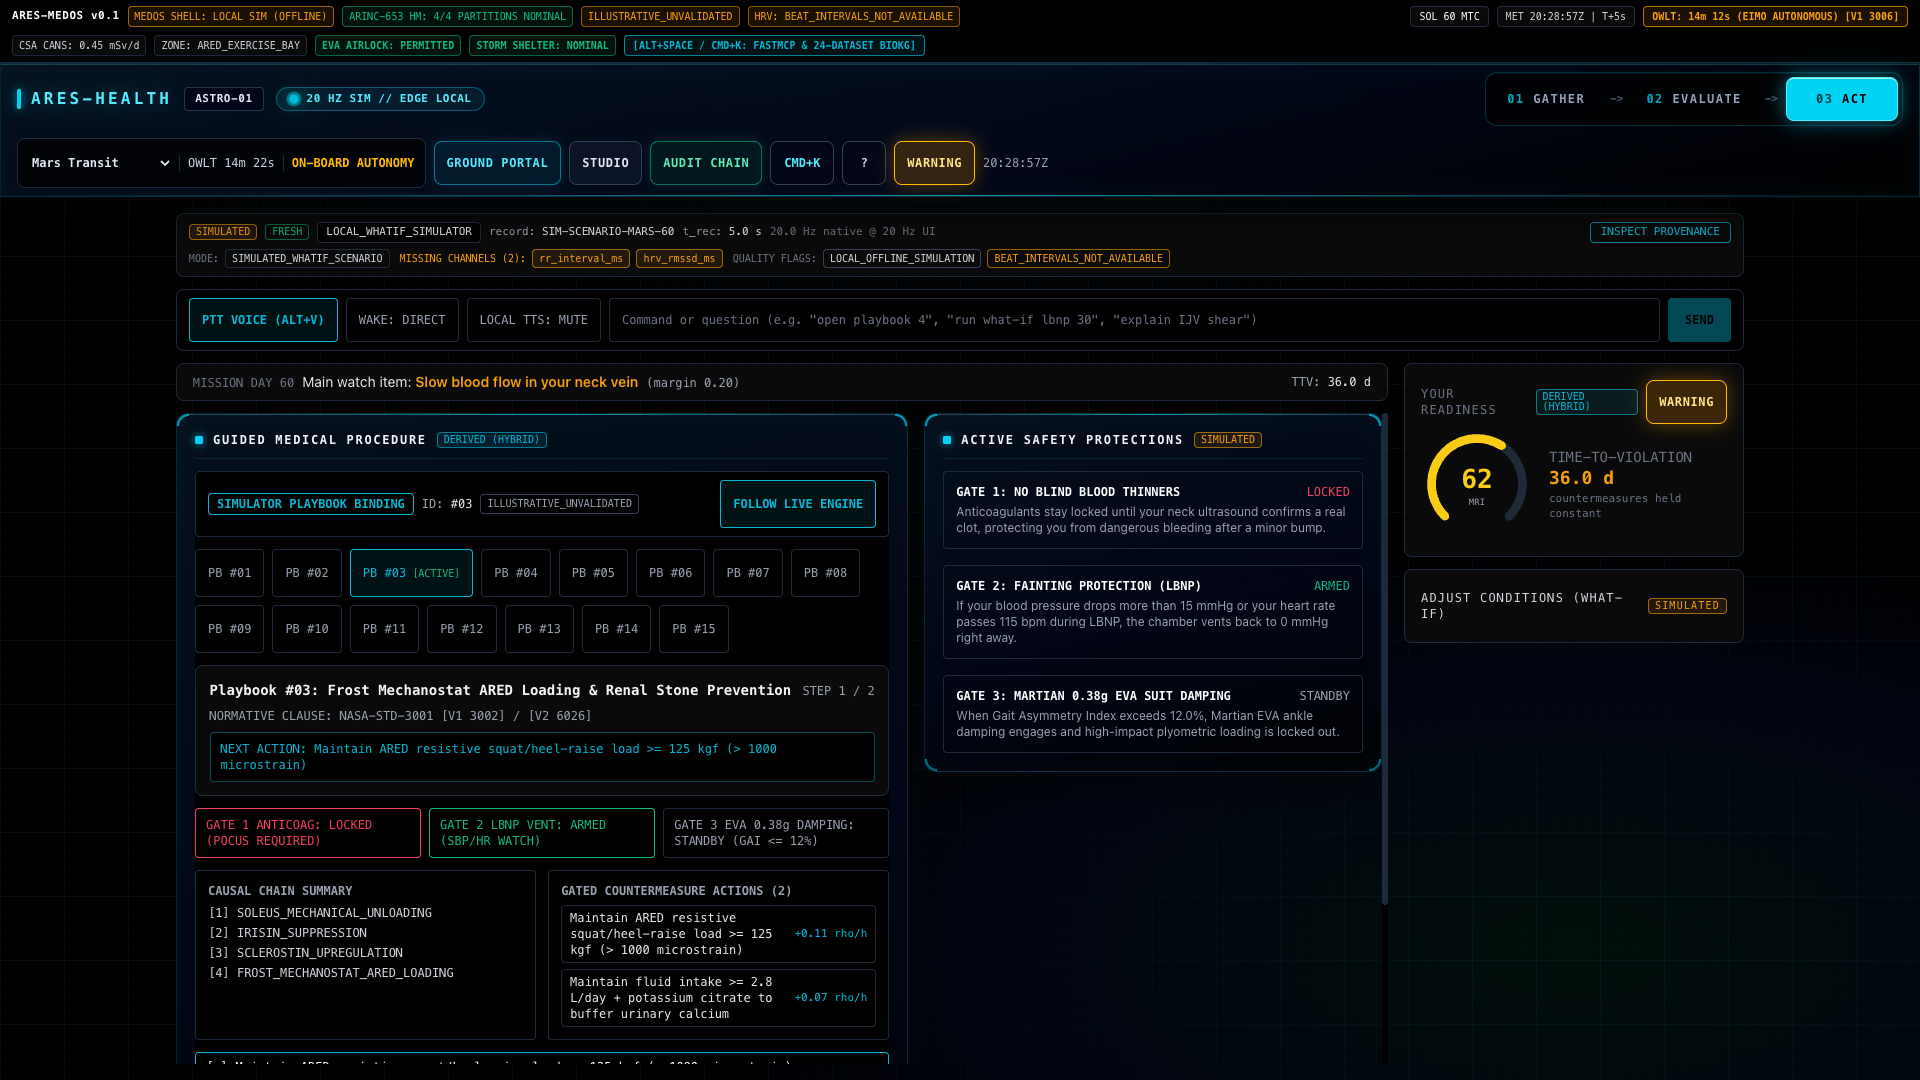 ARES-MEDOS v0.1 MEDOS SHELL: LOCAL SIM (OFFLINE) ARINC-653 HM: 4/4 PARTITIONS NOMINAL ILLUSTRATIVE_UNVALIDATED HRV: BEAT_INTERVALS_NOT_AVAILABLE SOL 60 MTC MET 20:28:57Z | T+5s OWLT: 14m 12s (EIMO AUTONOMOUS) [V1 3006]
CSA CANS: 0.45 mSv/d ZONE: ARED_EXERCISE_BAY EVA AIRLOCK: PERMITTED STORM SHELTER: NOMINAL [ALT+SPACE / CMD+K: FASTMCP & 24-DATASET BIOKG]
ARES-HEALTH ASTRO-01 20 HZ SIM // EDGE LOCAL 01 GATHER -> 02 EVALUATE -> 03 ACT
Mars Transit OWLT 14m 22s ON-BOARD AUTONOMY GROUND PORTAL STUDIO AUDIT CHAIN CMD+K ? WARNING 20:28:57Z
SIMULATED FRESH LOCAL_WHATIF_SIMULATOR record: SIM-SCENARIO-MARS-60 t_rec: 5.0 s 20.0 Hz native @ 20 Hz UI INSPECT PROVENANCE
MODE: SIMULATED_WHATIF_SCENARIO MISSING CHANNELS (2): rr_interval_ms hrv_rmssd_ms QUALITY FLAGS: LOCAL_OFFLINE_SIMULATION BEAT_INTERVALS_NOT_AVAILABLE
PTT VOICE (ALT+V) WAKE: DIRECT LOCAL TTS: MUTE Command or question (e.g. "open playbook 4", "run what-if lbnp 30", "explain IJV shear") SEND
MISSION DAY 60 Main watch item: Slow blood flow in your neck vein (margin 0.20) TTV: 36.0 d
GUIDED MEDICAL PROCEDURE DERIVED (HYBRID)
SIMULATOR PLAYBOOK BINDING ID: #03 ILLUSTRATIVE_UNVALIDATED FOLLOW LIVE ENGINE
PB #01 PB #02 PB #03 [ACTIVE] PB #04 PB #05 PB #06 PB #07 PB #08
PB #09 PB #10 PB #11 PB #12 PB #13 PB #14 PB #15
Playbook #03: Frost Mechanostat ARED Loading & Renal Stone Prevention STEP 1 / 2
NORMATIVE CLAUSE: NASA-STD-3001 [V1 3002] / [V2 6026]
NEXT ACTION: Maintain ARED resistive squat/heel-raise load >= 125 kgf (> 1000
microstrain)
GATE 1 ANTICOAG: LOCKED
(POCUS REQUIRED)
GATE 2 LBNP VENT: ARMED
(SBP/HR WATCH)
GATE 3 EVA 0.38g DAMPING:
STANDBY (GAI <= 12%)
CAUSAL CHAIN SUMMARY
[1] SOLEUS_MECHANICAL_UNLOADING
[2] IRISIN_SUPPRESSION
[3] SCLEROSTIN_UPREGULATION
[4] FROST_MECHANOSTAT_ARED_LOADING
GATED COUNTERMEASURE ACTIONS (2)
Maintain ARED resistive
squat/heel-raise load >= 125
kgf (> 1000 microstrain)
+0.11 rho/h
Maintain fluid intake >= 2.8
L/day + potassium citrate to
buffer urinary calcium
+0.07 rho/h
ACTIVE SAFETY PROTECTIONS SIMULATED
GATE 1: NO BLIND BLOOD THINNERS LOCKED
Anticoagulants stay locked until your neck ultrasound confirms a real
clot, protecting you from dangerous bleeding after a minor bump.
GATE 2: FAINTING PROTECTION (LBNP) ARMED
If your blood pressure drops more than 15 mmHg or your heart rate
passes 115 bpm during LBNP, the chamber vents back to 0 mmHg
right away.
GATE 3: MARTIAN 0.38g EVA SUIT DAMPING STANDBY
When Gait Asymmetry Index exceeds 12.0%, Martian EVA ankle
damping engages and high-impact plyometric loading is locked out.
YOUR
READINESS
DERIVED
(HYBRID)
WARNING
62
MRI
TIME-TO-VIOLATION
36.0 d
countermeasures held
constant
ADJUST CONDITIONS (WHAT-
IF)
SIMULATED